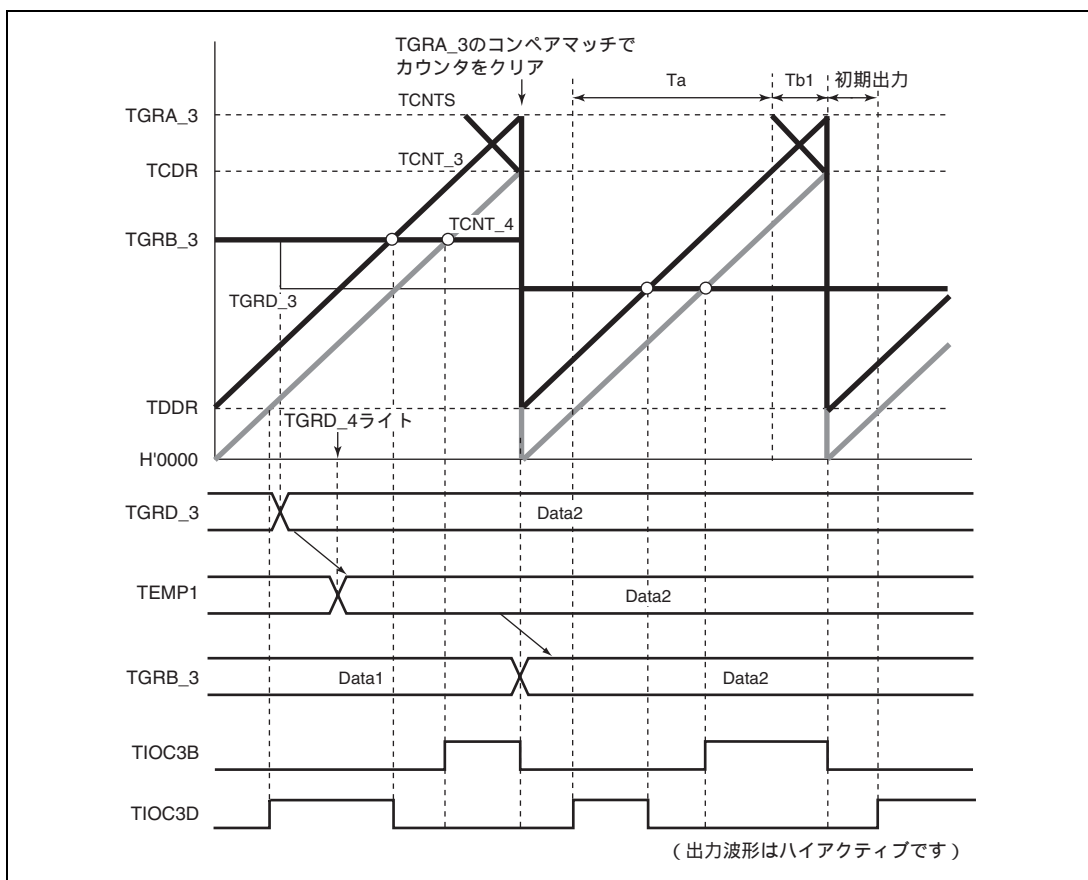 TGRA_3のコンペアマッチで
カウンタをクリア
Ta
Tb1
初期出力
TCNTS
TGRA_3
TCNT_3
TCDR
TCNT_4
TGRB_3
TGRD_3
TDDR
TGRD_4ライト
H'0000
TGRD_3
Data2
TEMP1
Data2
TGRB_3
Data1
Data2
TIOC3B
TIOC3D
(出力波形はハイアクティブです)